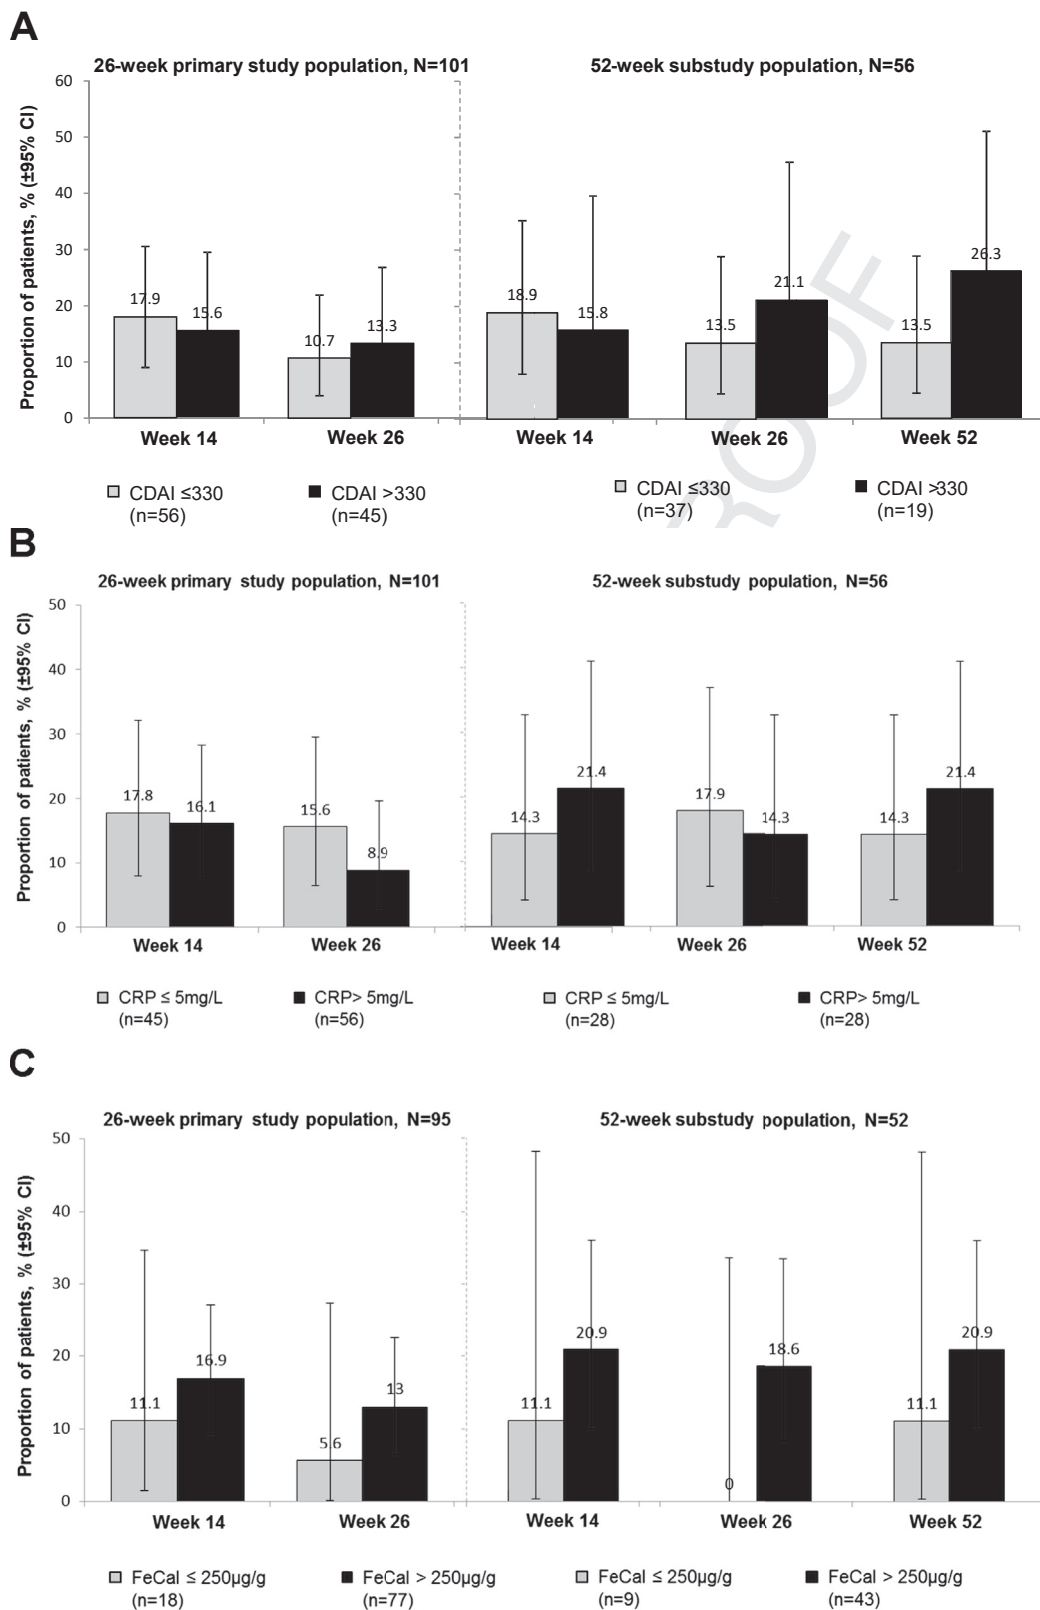 A
26-week primary study population, N=101
52-week substudy population, N=56
Proportion of patients, % (±95% CI)
60
50
40
30
20
10
0
17.9
15.6
10.7
13.3
18.9
15.8
13.5
21.1
13.5
26.3
Week 14
Week 26
Week 14
Week 26
Week 52
CDAI ≤330
(n=56)
CDAI >330
(n=45)
CDAI ≤330
(n=37)
CDAI >330
(n=19)
ROOF
B
26-week primary study population, N=101
52-week substudy population, N=56
Proportion of patients, % (±95% CI)
50
40
30
20
10
0
17.8
16.1
15.6
8.9
14.3
21.4
17.9
14.3
14.3
21.4
Week 14
Week 26
Week 14
Week 26
Week 52
CRP ≤ 5mg/L
(n=45)
CRP> 5mg/L
(n=56)
CRP ≤ 5mg/L
(n=28)
CRP> 5mg/L
(n=28)
C
26-week primary study population, N=95
52-week substudy population, N=52
Proportion of patients, % (±95% CI)
50
40
30
20
10
0
11.1
16.9
5.6
13
11.1
20.9
0
18.6
11.1
20.9
Week 14
Week 26
Week 14
Week 26
Week 52
FeCal ≤ 250µg/g
(n=18)
FeCal > 250µg/g
(n=77)
FeCal ≤ 250µg/g
(n=9)
FeCal > 250µg/g
(n=43)